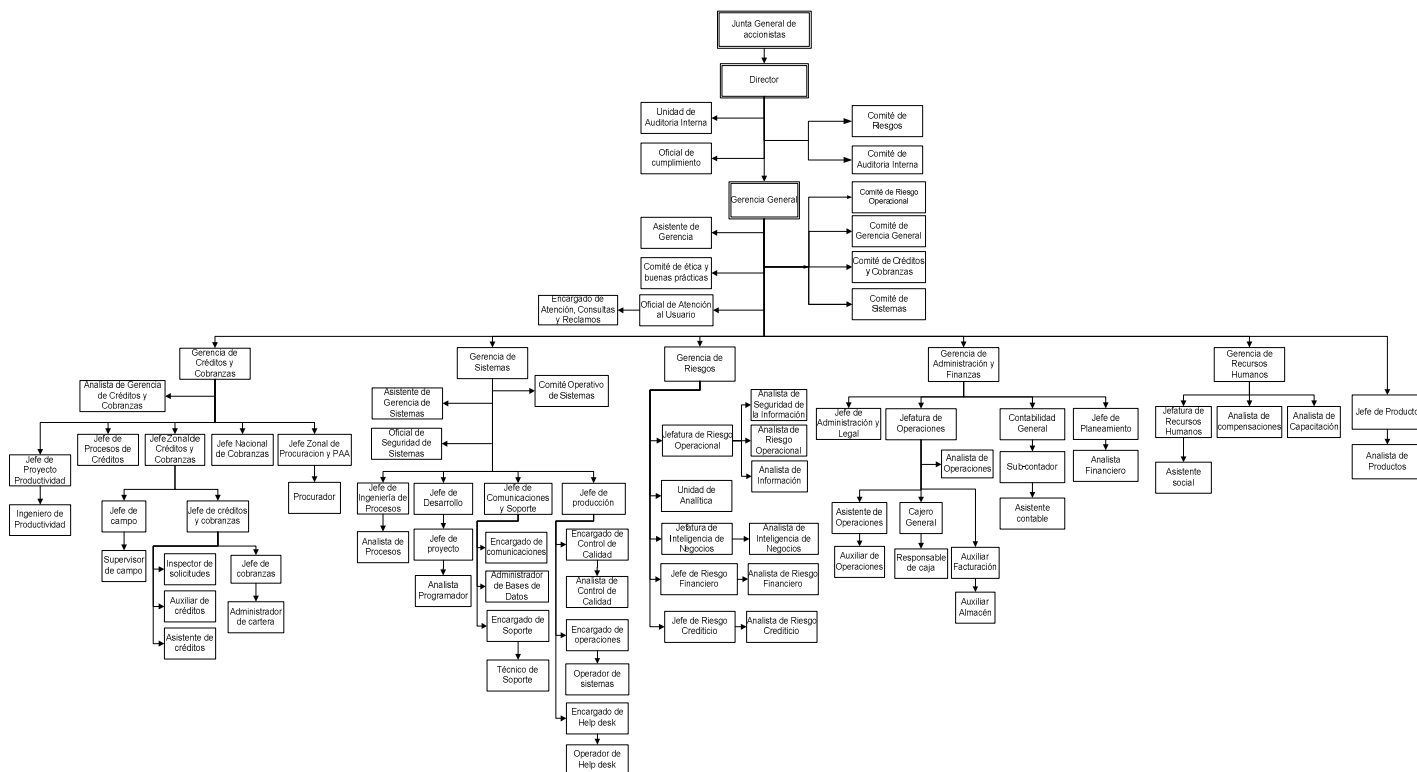 Junta General de
accionistas
Director
Unidad de
Auditoria Interna
Comité de
Riesgos
Oficial de
cumplimiento
Comité de
Auditoria Interna
Gerencia General
Comité de Riesgo
Operacional
Asistente de
Gerencia
Comité de
Gerencia General
Comité de ética y
buenas prácticas
Comité de Créditos
y Cobranzas
Encargado de
Atención, Consultas
y Reclamos
Oficial de Atención
al Usuario
Comité de
Sistemas
Gerencia de
Créditos y
Cobranzas
Gerencia de
Sistemas
Gerencia de
Riesgos
Gerencia de
Administración y
Finanzas
Gerencia de
Recursos
Humanos
Analista de Gerencia
de Créditos y
Cobranzas
Asistente de
Gerencia de
Sistemas
Comité Operativo
de Sistemas
Oficial de
Seguridad de
Sistemas
Jefe de Producto
Analista de
Productos
Jefe de
Proyecto
Productividad
Jefe de
Procesos de
Créditos
Jefe Zonal de
Créditos y
Cobranzas
Jefe Nacional
de Cobranzas
Jefe Zonal de
Procuracion y PAA
Ingeniero de
Productividad
Procurador
Jefe de
campo
Jefe de créditos
y cobranzas
Supervisor
de campo
Inspector de
solicitudes
Jefe de
cobranzas
Auxiliar de
créditos
Administrador
de cartera
Asistente de
créditos
Jefe de
Ingeniería de
Procesos
Jefe de
Desarrollo
Jefe de
Comunicaciones
y Soporte
Jefe de
producción
Analista de
Procesos
Jefe de
proyecto
Analista
Programador
Encargado de
comunicaciones
Administrador
de Bases de
Datos
Encargado de
Soporte
Técnico de
Soporte
Encargado de
Control de
Calidad
Analista de
Control de
Calidad
Encargado de
operaciones
Operador de
sistemas
Encargado de
Help desk
Operador de
Help desk
Jefatura de Riesgo
Operacional
Analista de
Seguridad de
la Información
Analista de
Riesgo
Operacional
Analista de
Información
Unidad de
Analítica
Jefatura de
Inteligencia de
Negocios
Analista de
Inteligencia de
Negocios
Jefe de Riesgo
Financiero
Analista de Riesgo
Financiero
Jefe de Riesgo
Crediticio
Analista de Riesgo
Crediticio
Jefe de
Administración y
Legal
Jefatura de
Operaciones
Contabilidad
General
Jefe de
Planeamiento
Analista de
Operaciones
Sub-contador
Analista
Financiero
Asistente
contable
Asistente de
Operaciones
Cajero
General
Auxiliar de
Operaciones
Responsable
de caja
Auxiliar
Facturación
Auxiliar
Almacén
Jefatura de
Recursos
Humanos
Analista de
compensaciones
Analista de
Capacitación
Asistente
social